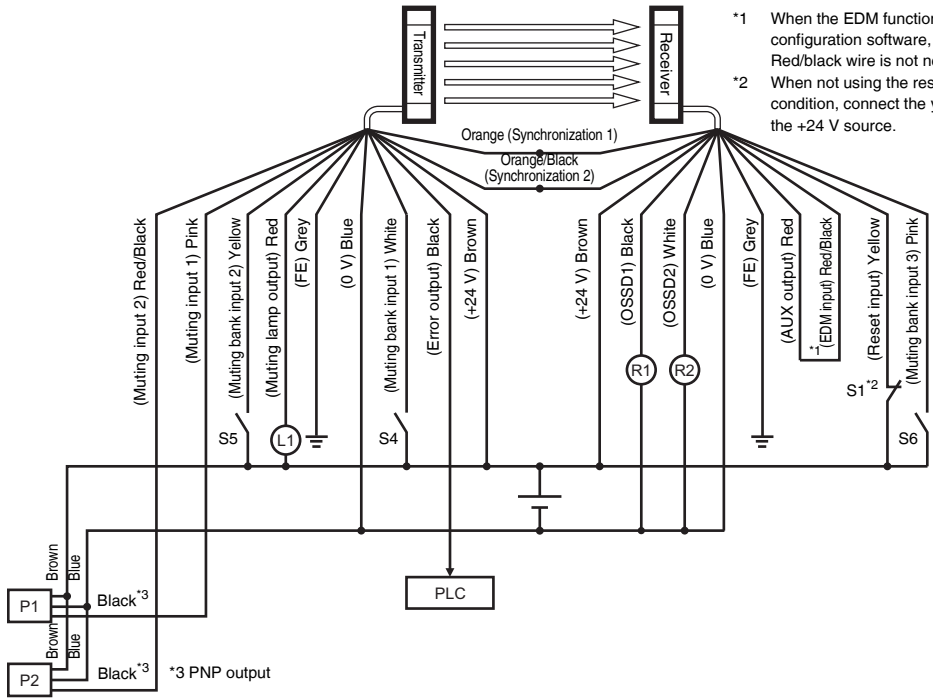 Transmitter
Receiver
*1 When the EDM function
configuration software,
Red/black wire is not
*2 When not using the
condition, connect the
the +24 V source.
Orange (Synchronization 1)
Orange/Black
(Synchronization 2)
(Muting input 2) Red/Black
(Muting input 1) Pink
(Muting bank input 2) Yellow
(Muting lamp output) Red
(FE) Grey
(0 V) Blue
(Muting bank input 1) White
(Error output) Black
(+24 V) Brown
(+24 V) Brown
(OSSD1) Black
(OSSD2) White
(0 V) Blue
(FE) Grey
(AUX output) Red
*1
(EDM input) Red/Black
(Reset input) Yellow
(Muting bank input 3) Pink
R1
R2
S1*2
S5
L1
S4
S6
Brown
Blue
P1
Black*3
PLC
Brown
Blue
P2
Black*3
*3 PNP output